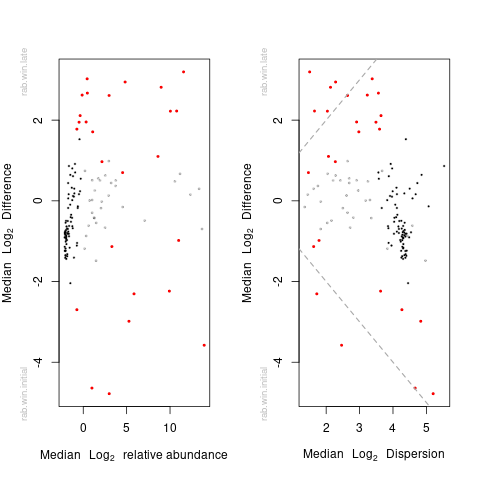 rab.win.late
rab.win.initial
Median Log2 Difference
2
0
-2
-4
0
5
10
Median Log2 relative abundance
rab.win.late
rab.win.initial
Median Log2 Difference
2
0
-2
-4
2
3
4
5
Median Log2 Dispersion